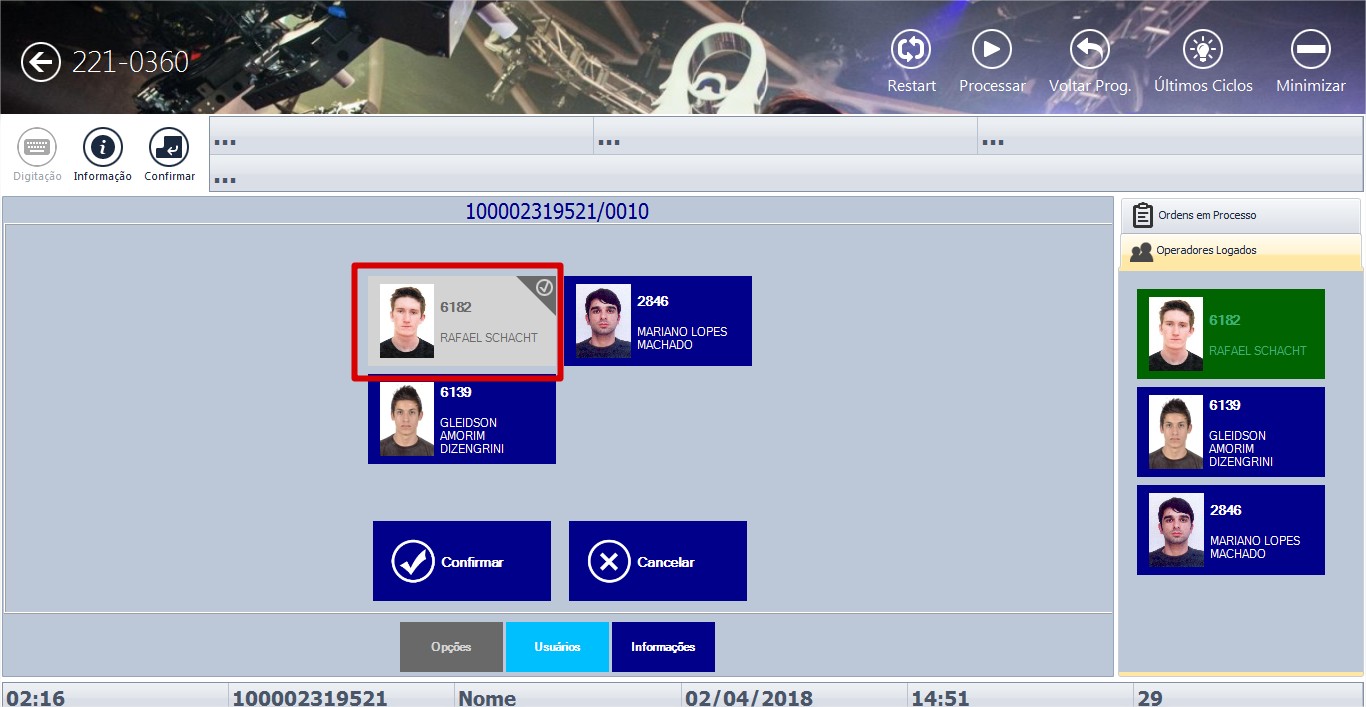 221-0360
Restart
Processar
Voltar Prog.
Últimos Ciclos
Minimizar
Digitação
Informação
Confirmar
...
...
...
...
100002319521/0010
6182
RAFAEL SCHACHT
2846
MARIANO LOPES
MACHADO
6139
GLEIDSON
AMORIM
DIZENGRINI
Confirmar
Cancelar
Opções
Usuários
Informações
Ordens em Processo
Operadores Logados
6182
RAFAEL SCHACHT
6139
GLEIDSON
AMORIM
DIZENGRINI
2846
MARIANO LOPES
MACHADO
02:16
100002319521
Nome
02/04/2018
14:51
29